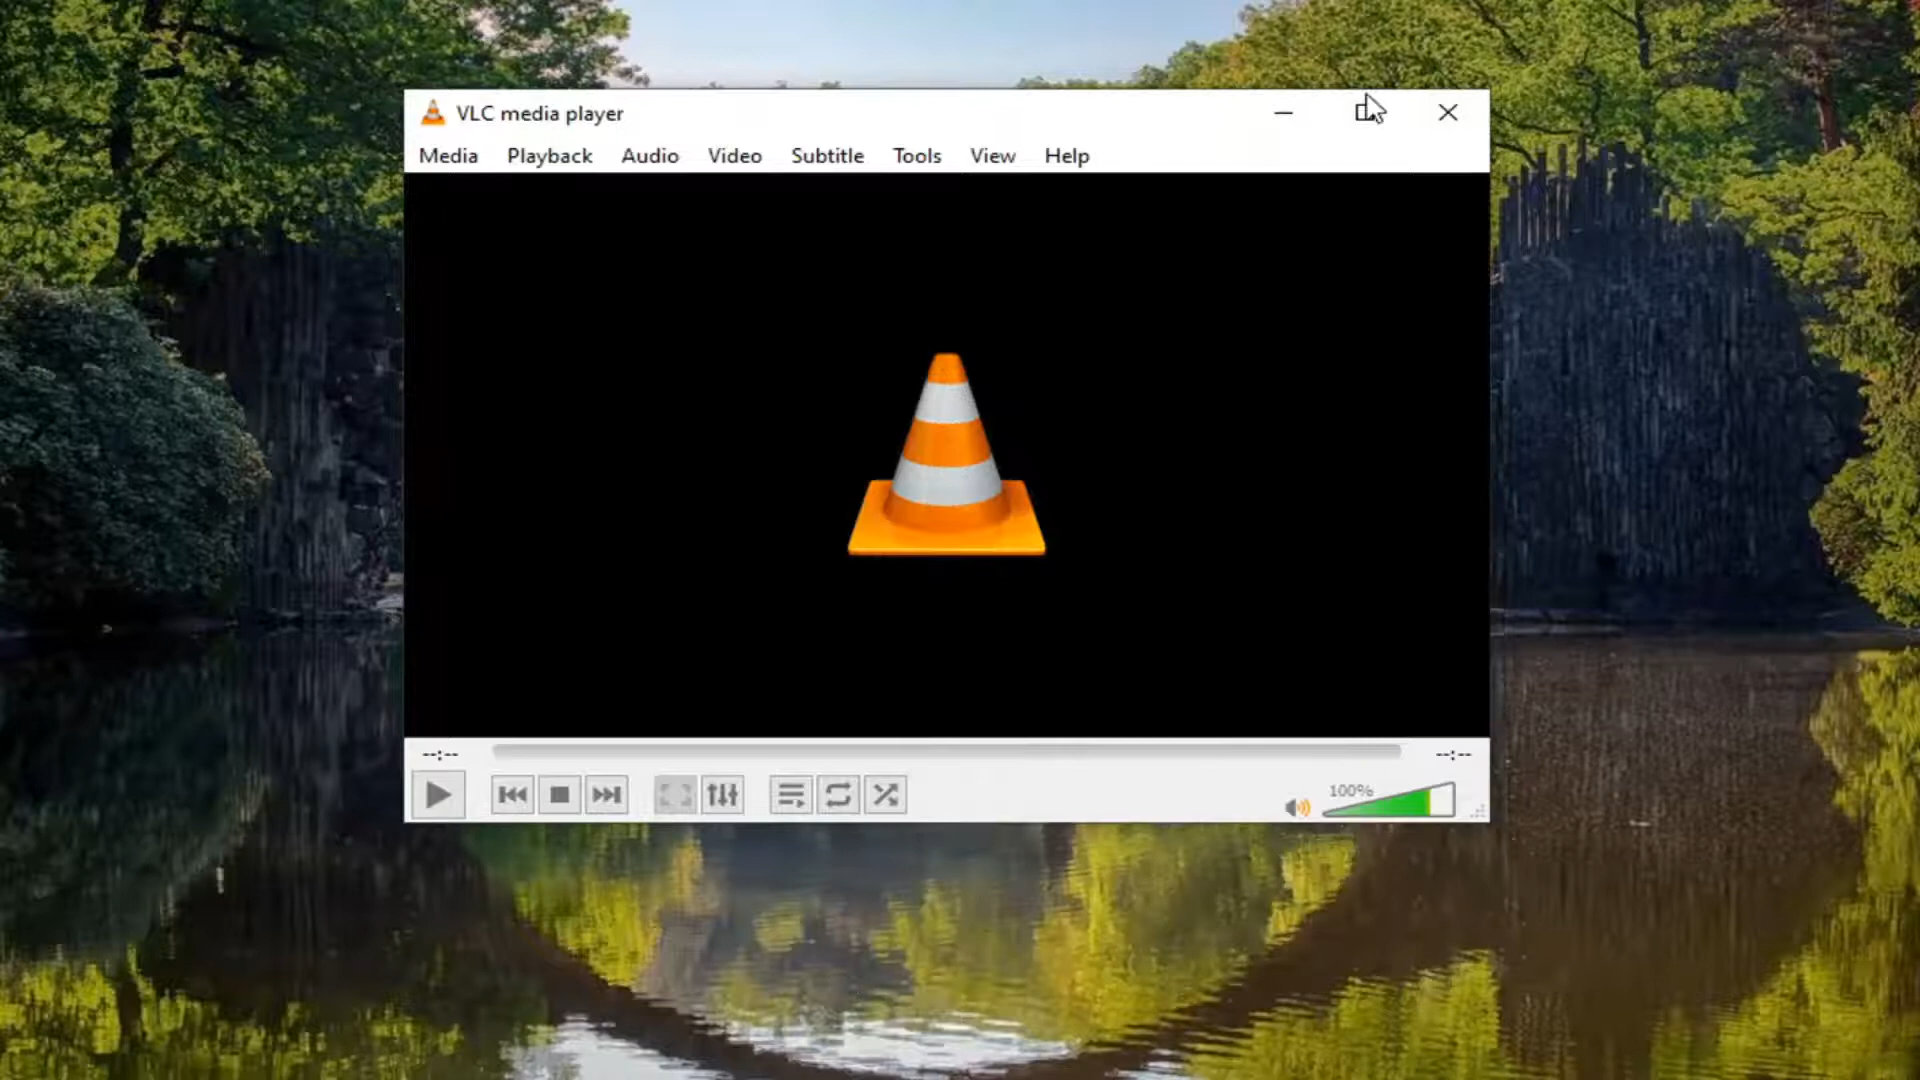 VLC media player
Media Playback Audio Video Subtitle Tools View Help
--:-- --:--
100%